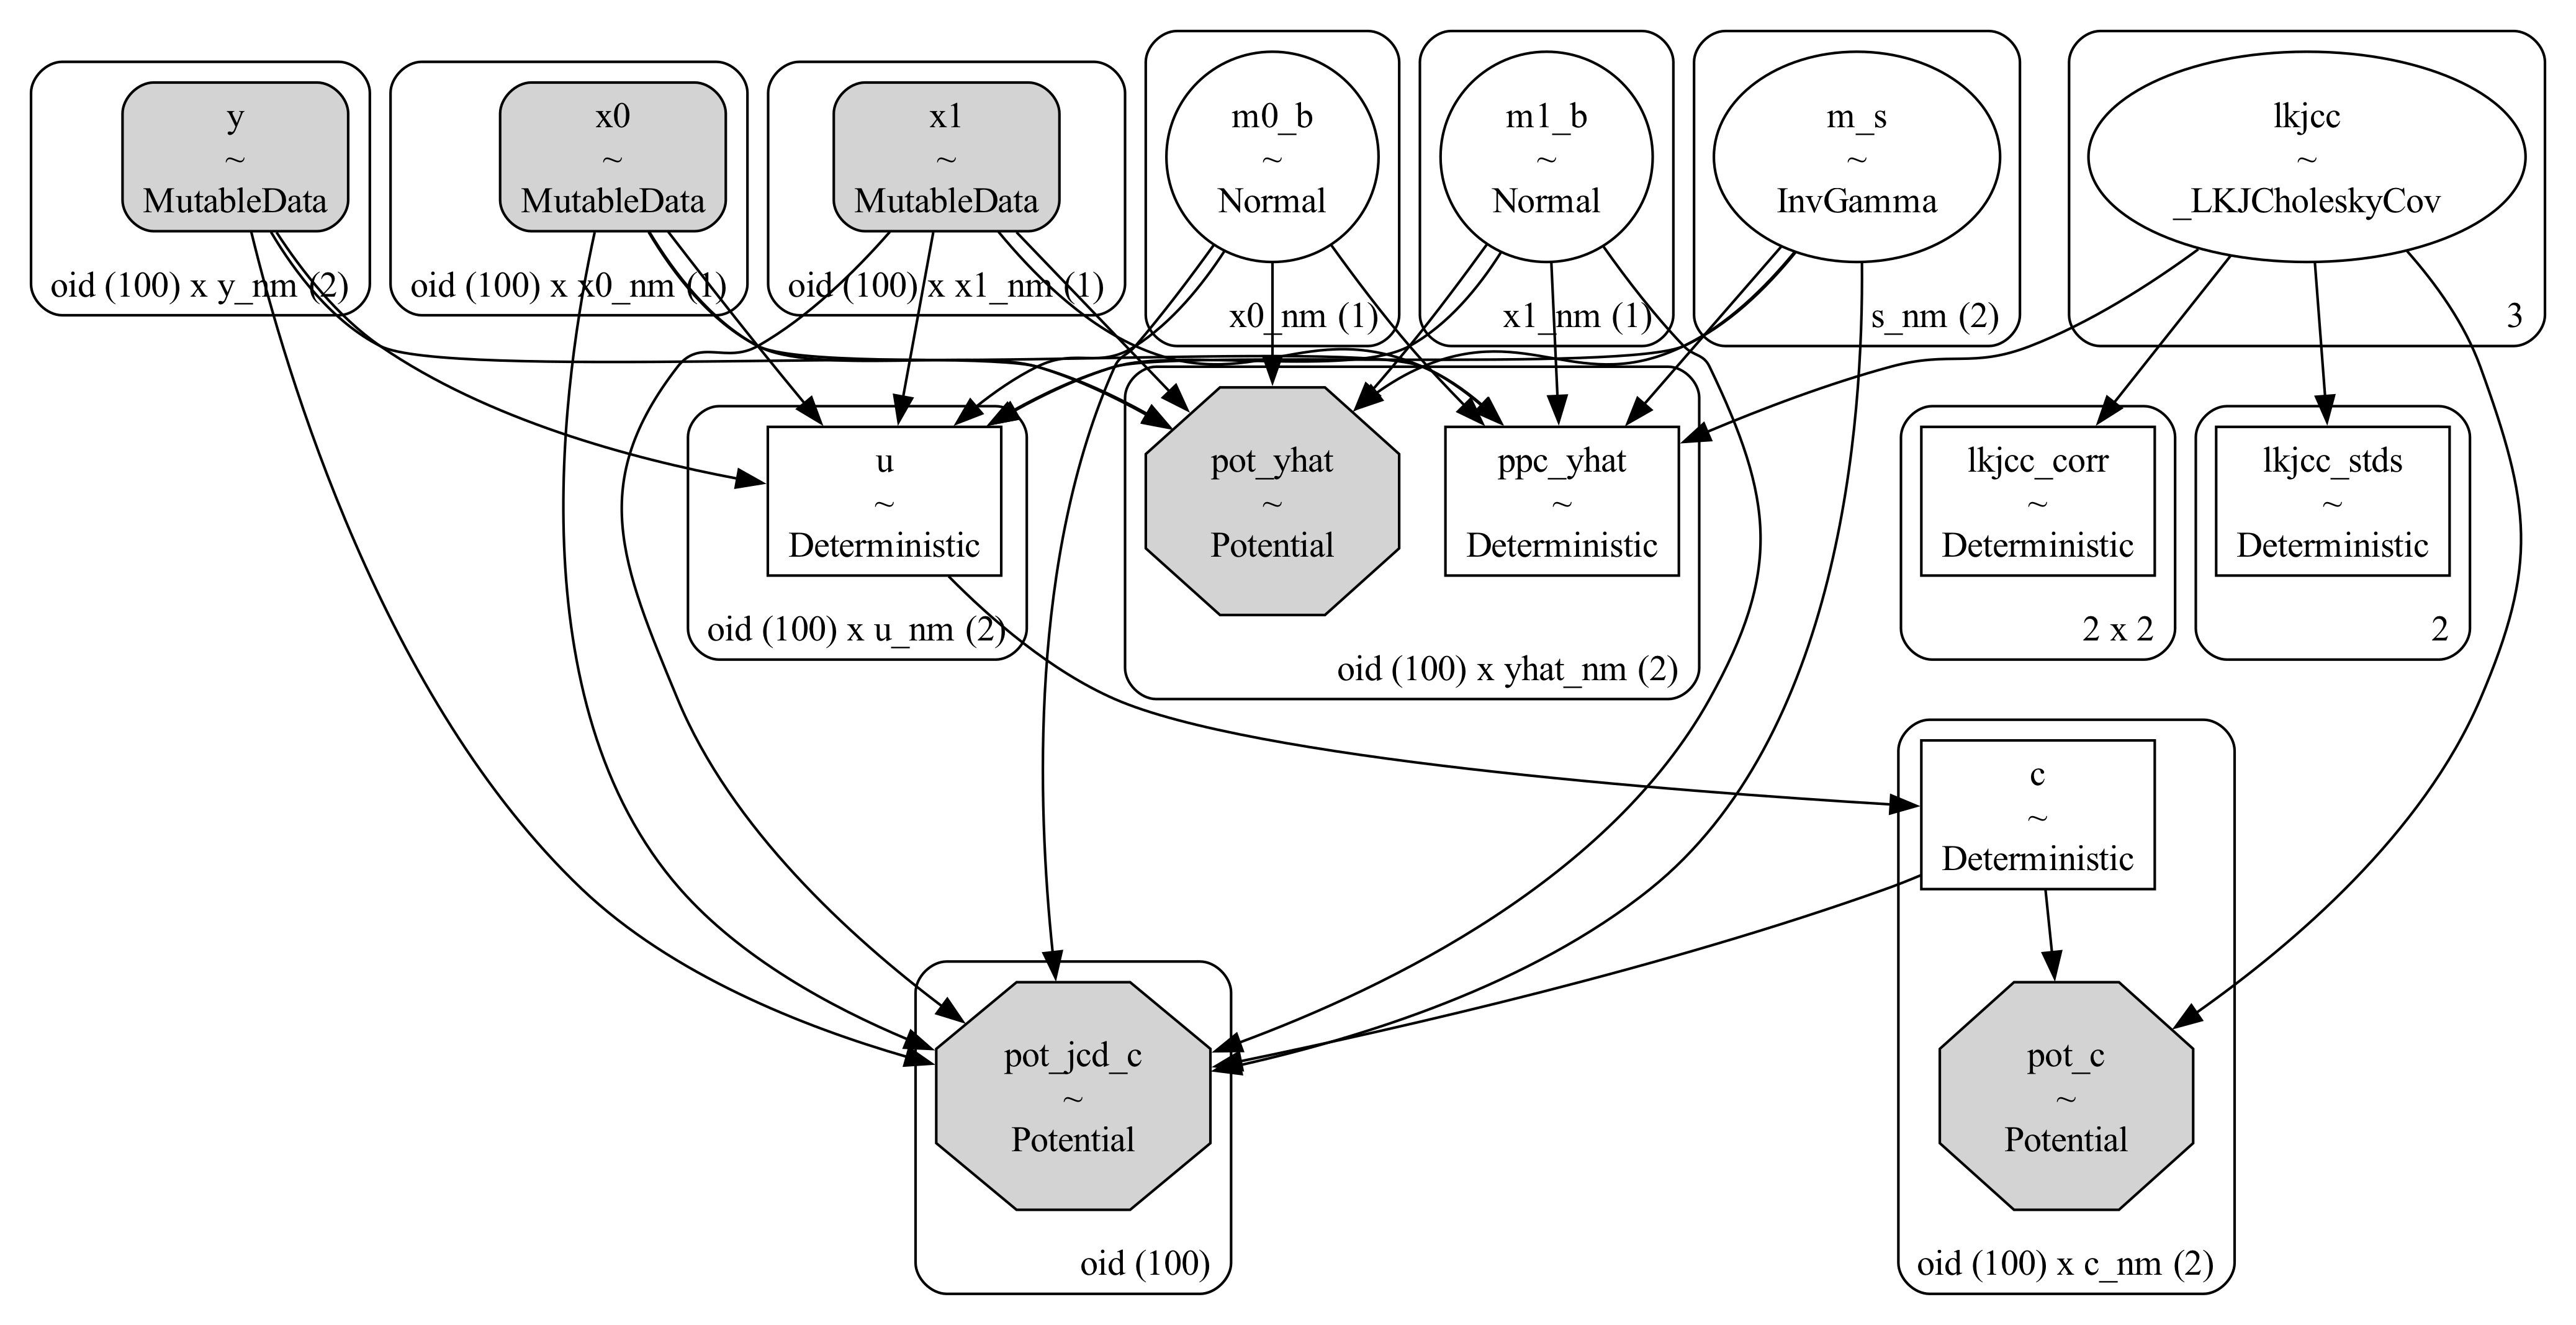 y
~
MutableData
oid (100) x y_nm (2)
x0
~
MutableData
oid (100) x x0_nm (1)
x1
~
MutableData
oid (100) x x1_nm (1)
m0_b
~
Normal
x0_nm (1)
m1_b
~
Normal
x1_nm (1)
m_s
~
InvGamma
s_nm (2)
lkjcc
~
_LKJCholeskyCov
3
u
~
Deterministic
oid (100) x u_nm (2)
pot_yhat
~
Potential
ppc_yhat
~
Deterministic
oid (100) x yhat_nm (2)
lkjcc_corr
~
Deterministic
2 x 2
lkjcc_stds
~
Deterministic
2
c
~
Deterministic
pot_jcd_c
~
Potential
oid (100)
pot_c
~
Potential
oid (100) x c_nm (2)